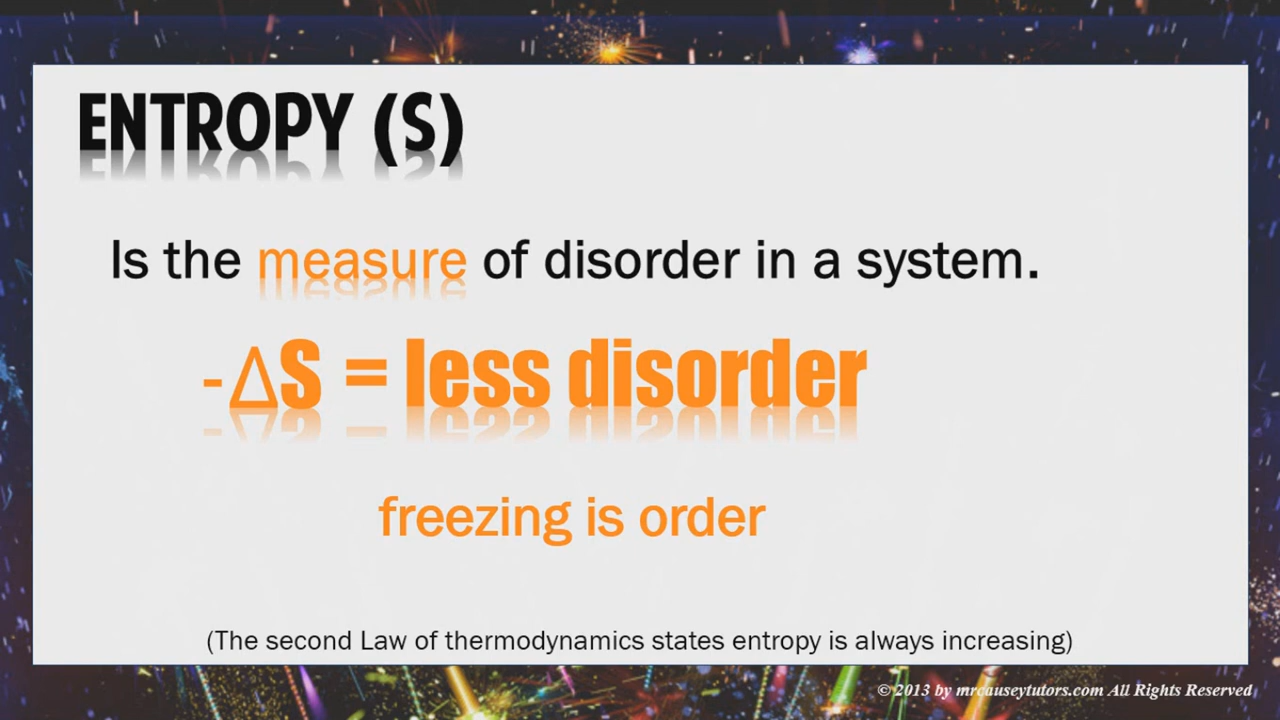 ENTROPY (S)
Is the measure of disorder in a system.
-ΔS = less disorder
freezing is order
(The second Law of thermodynamics states entropy is always increasing)
© 2013 by mrcauseytutors.com All Rights Reserved